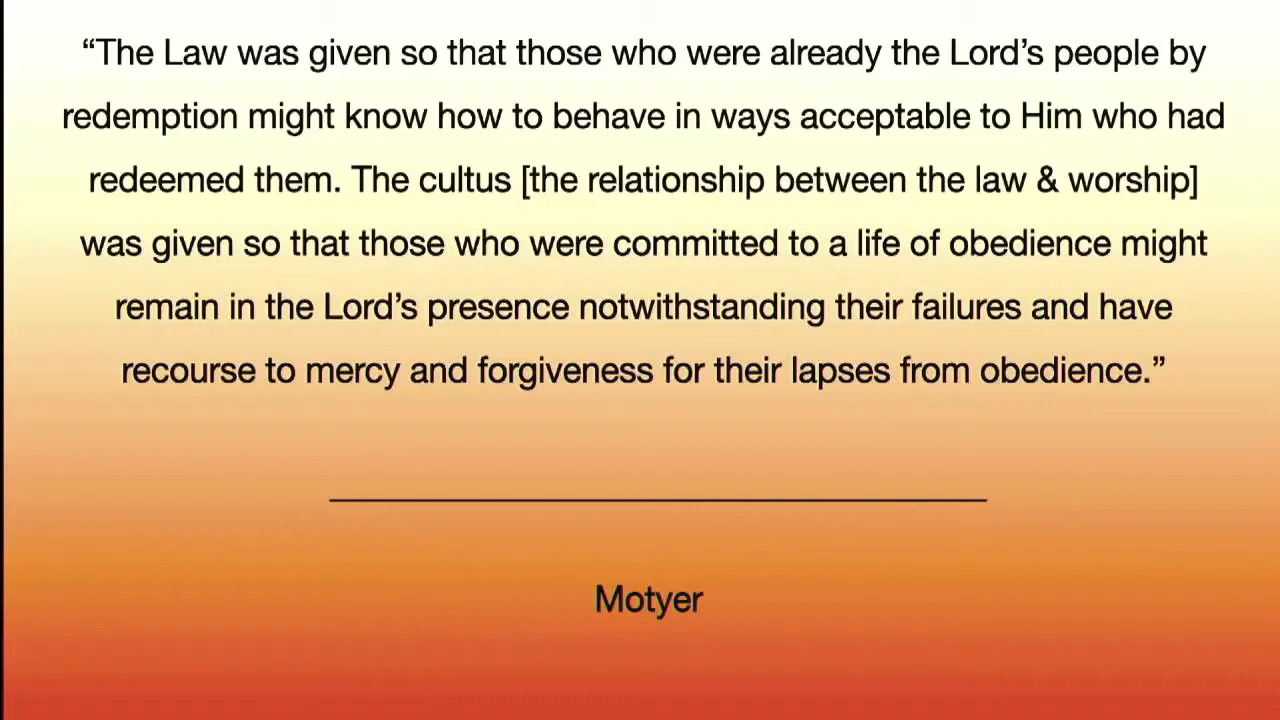 “The Law was given so that those who were already the Lord’s people by
redemption might know how to behave in ways acceptable to Him who had
redeemed them. The cultus [the relationship between the law & worship]
was given so that those who were committed to a life of obedience might
remain in the Lord’s presence notwithstanding their failures and have
recourse to mercy and forgiveness for their lapses from obedience.”
Motyer